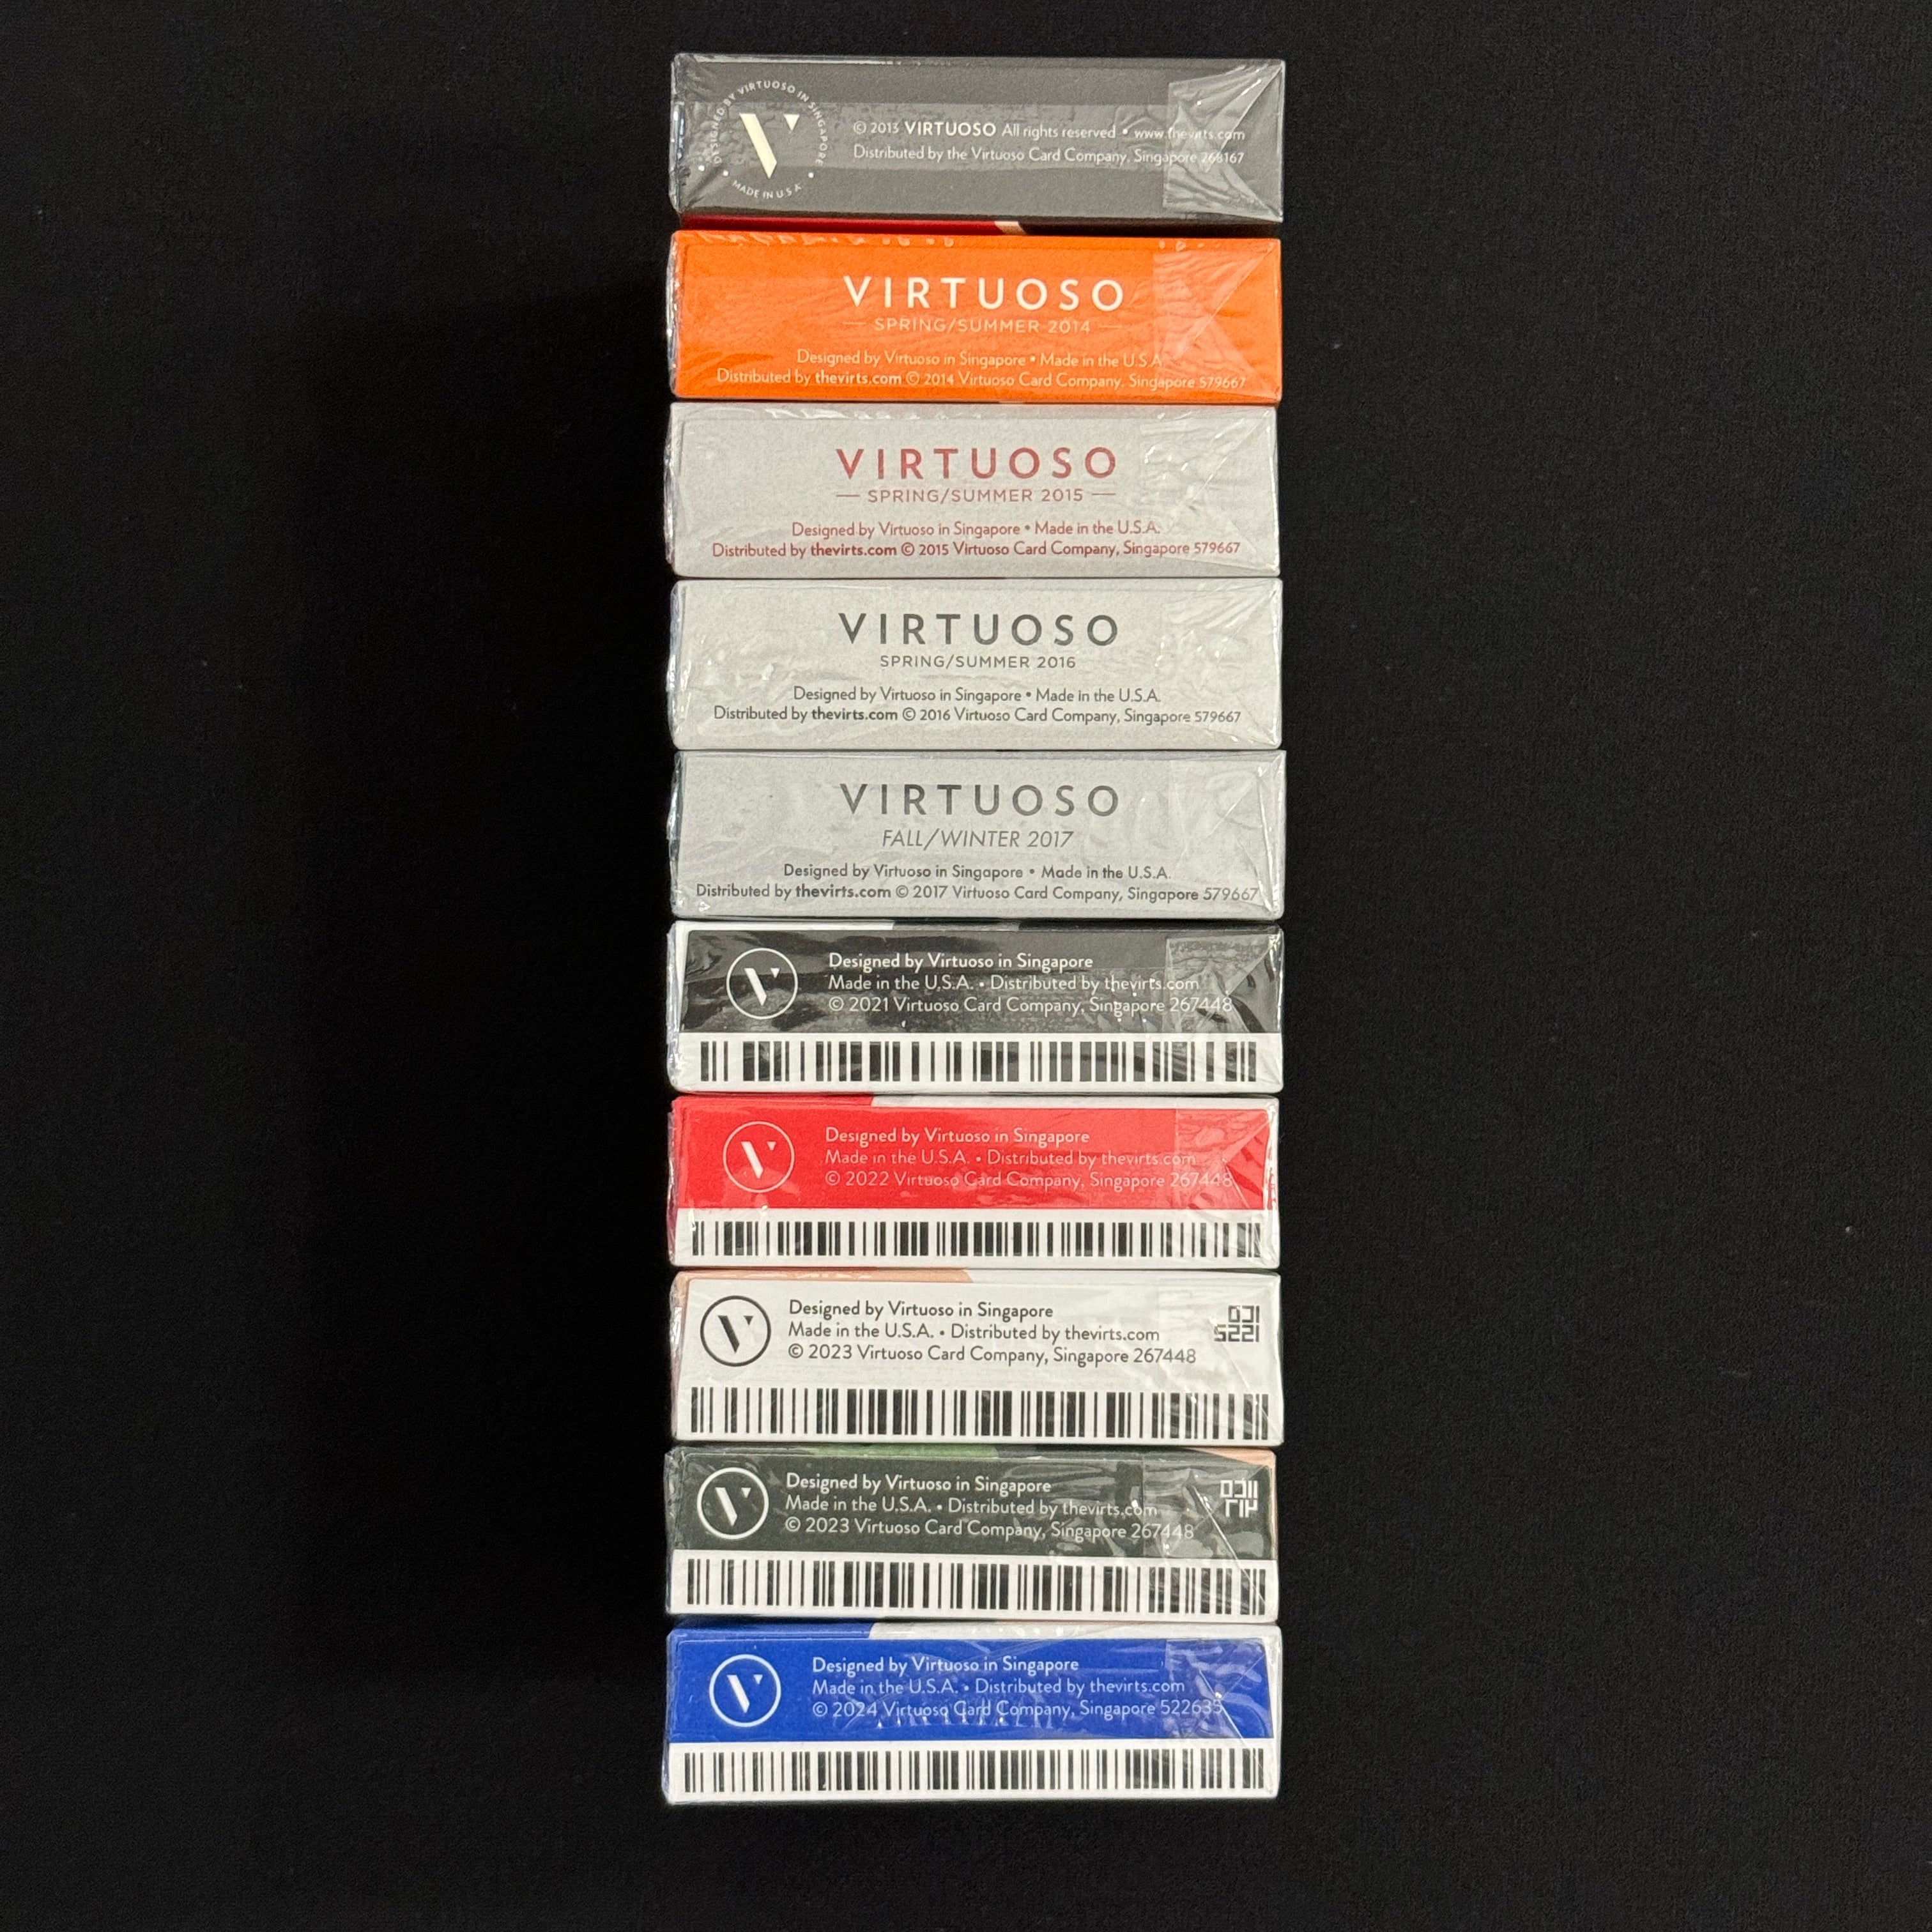 DESIGNED BY VIRTUOSO IN SINGAPORE
MADE IN U.S.A
© 2013 VIRTUOSO All rights reserved • www.thevirts.com
Distributed by the Virtuoso Card Company, Singapore 268167
VIRTUOSO
SPRING/SUMMER 2014
Designed by Virtuoso in Singapore • Made in the U.S.A.
Distributed by thevirts.com © 2014 Virtuoso Card Company, Singapore 579667
VIRTUOSO
SPRING/SUMMER 2015
Designed by Virtuoso in Singapore • Made in the U.S.A.
Distributed by thevirts.com © 2015 Virtuoso Card Company, Singapore 579667
VIRTUOSO
SPRING/SUMMER 2016
Designed by Virtuoso in Singapore • Made in the U.S.A.
Distributed by thevirts.com © 2016 Virtuoso Card Company, Singapore 579667
VIRTUOSO
FALL/WINTER 2017
Designed by Virtuoso in Singapore • Made in the U.S.A.
Distributed by thevirts.com © 2017 Virtuoso Card Company, Singapore 579667
V
Designed by Virtuoso in Singapore
Made in the U.S.A. • Distributed by thevirts.com
© 2021 Virtuoso Card Company, Singapore 267448
V
Designed by Virtuoso in Singapore
Made in the U.S.A. • Distributed by thevirts.com
© 2022 Virtuoso Card Company, Singapore 267448
V
Designed by Virtuoso in Singapore
Made in the U.S.A. • Distributed by thevirts.com
© 2023 Virtuoso Card Company, Singapore 267448
V
Designed by Virtuoso in Singapore
Made in the U.S.A. • Distributed by thevirts.com
© 2023 Virtuoso Card Company, Singapore 267448
V
Designed by Virtuoso in Singapore
Made in the U.S.A. • Distributed by thevirts.com
© 2024 Virtuoso Card Company, Singapore 522635